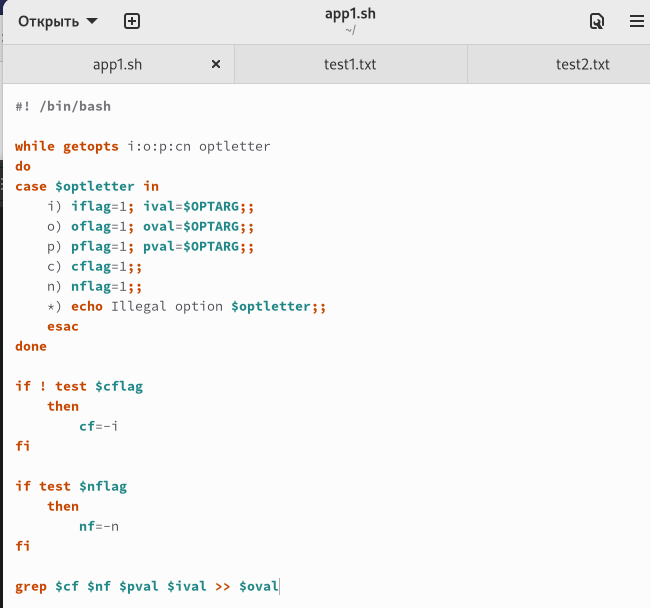 Открыть
app1.sh
~/
app1.sh
test1.txt
test2.txt
#! /bin/bash
while getopts i:o:p:cn optletter
do
case $optletter in
    i) iflag=1; ival=$OPTARG;;
    o) oflag=1; oval=$OPTARG;;
    p) pflag=1; pval=$OPTARG;;
    c) cflag=1;;
    n) nflag=1;;
    *) echo Illegal option $optletter;;
    esac
done
if ! test $cflag
    then
        cf=-i
fi
if test $nflag
    then
        nf=-n
fi
grep $cf $nf $pval $ival >> $oval